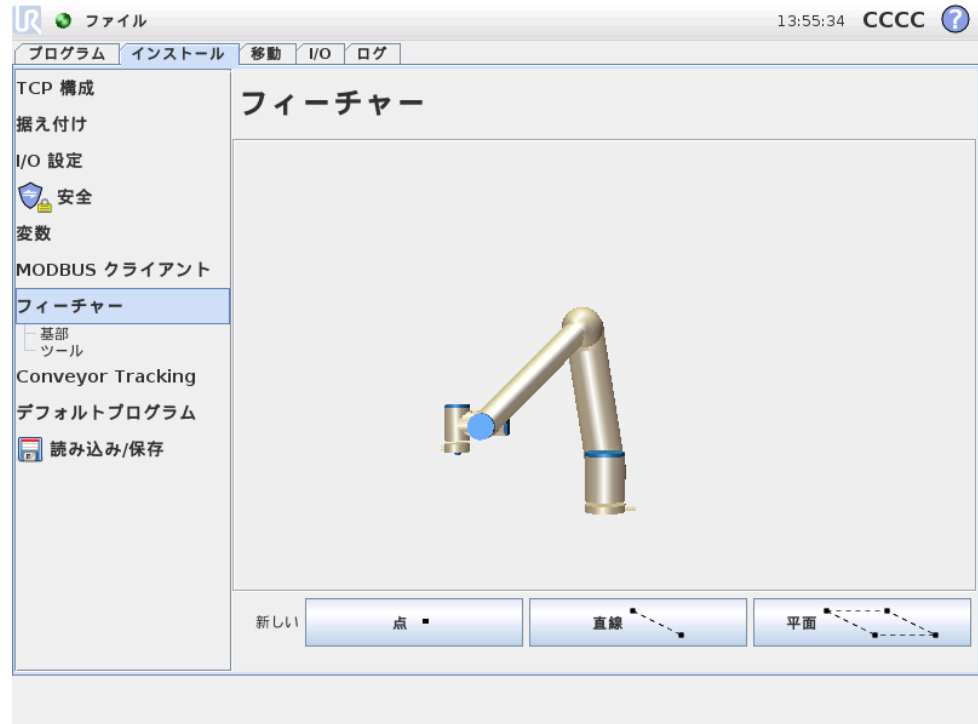 UR ファイル 13:55:34 CCCC ?
プログラム インストール 移動 I/O ログ
TCP 構成
フィーチャー
据え付け
I/O 設定
安全
変数
MODBUS クライアント
フィーチャー
基部
ツール
Conveyor Tracking
デフォルトプログラム
読み込み/保存
新しい 点 直線 平面